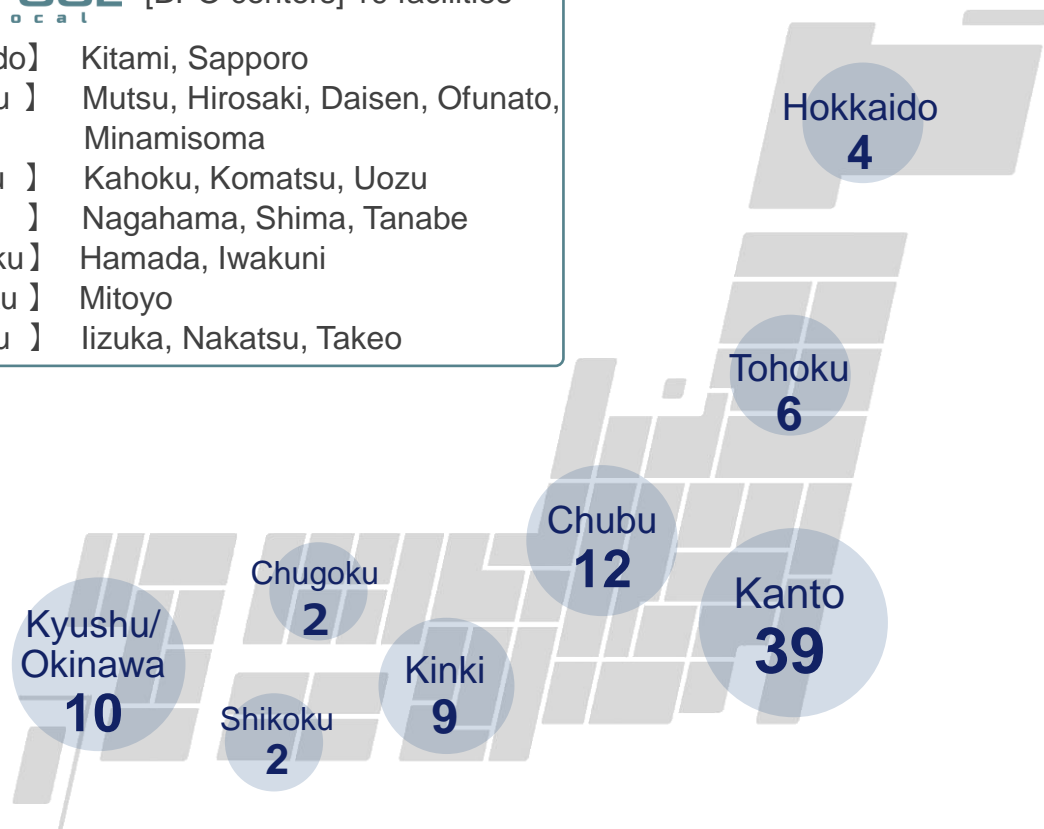 [BPO centers] facilities
ocal
do】 Kitami, Sapporo
u 】 Mutsu, Hirosaki, Daisen, Ofunato,
Minamisoma
u 】 Kahoku, Komatsu, Uozu
】 Nagahama, Shima, Tanabe
ku】 Hamada, Iwakuni
u 】 Mitoyo
u 】 Iizuka, Nakatsu, Takeo
Hokkaido
4
Tohoku
6
Chubu
12
Kanto
39
Chugoku
2
Kinki
9
Shikoku
2
Kyushu/
Okinawa
10